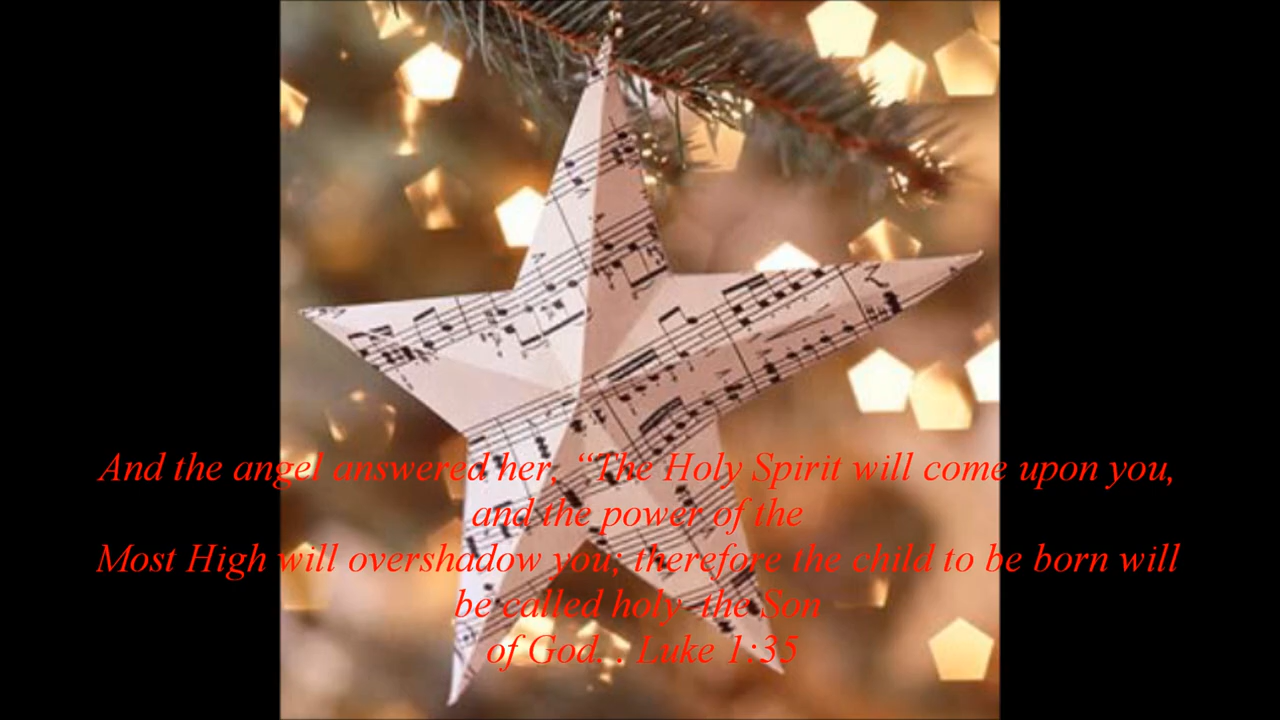 And the angel answered her, “The Holy Spirit will come upon you,
and the power of the
Most High will overshadow you; therefore the child to be born will
be called holy the Son
of God. . Luke 1:35